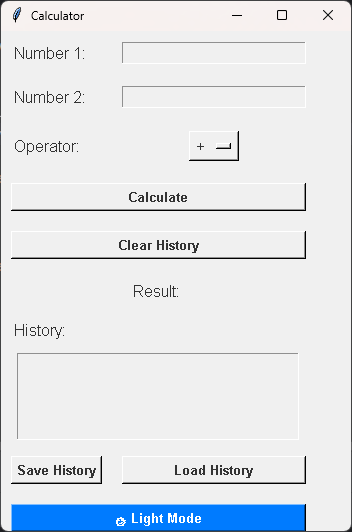 Calculator
Number 1:
Number 2:
Operator: +
Calculate
Clear History
Result:
History:
Save History Load History
Light Mode